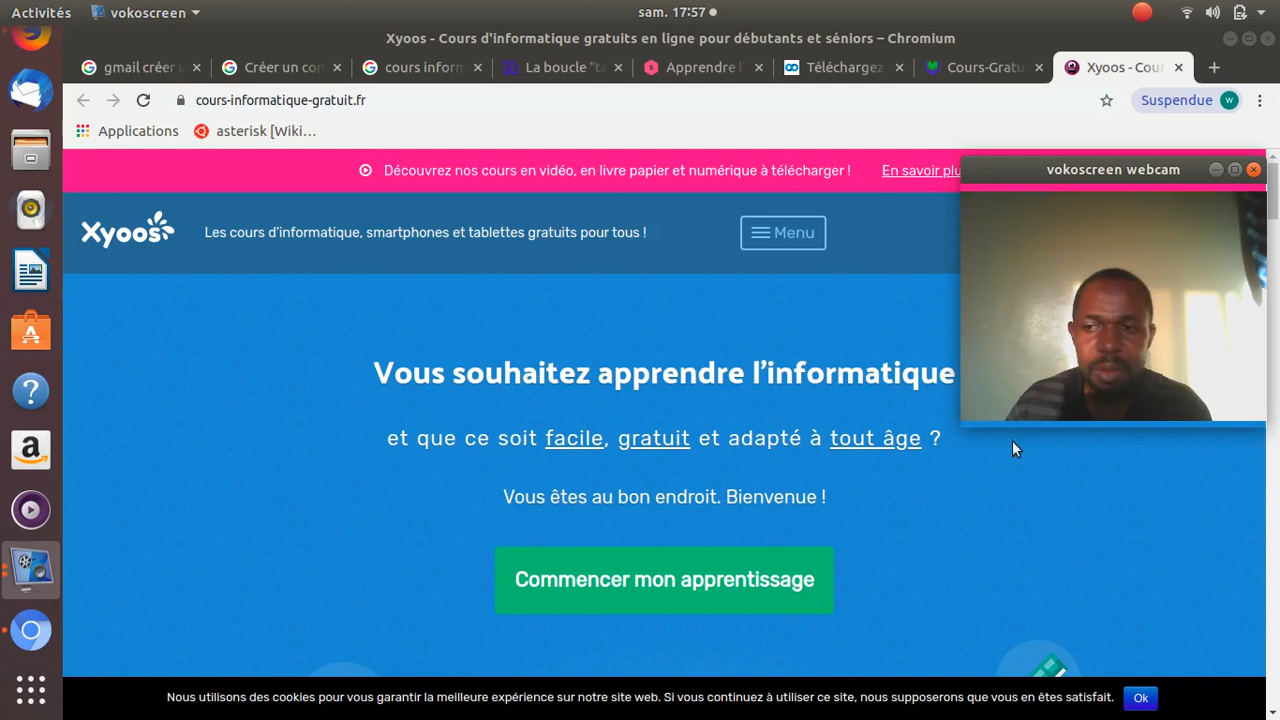 Activités
vokoscreen
sam. 17:57
Xyoos - Cours d'informatique gratuits en ligne pour débutants et séniors – Chromium
gmail créer
Créer un con
cours inform
La boucle "ta
Apprendre l'
Téléchargez
Cours-Gratu
Xyoos - Cour
cours-informatique-gratuit.fr
Suspendue
W
Applications
asterisk [Wiki...
Découvrez nos cours en vidéo, en livre papier et numérique à télécharger !
En savoir plu
vokoscreen webcam
Xyoos
Les cours d'informatique, smartphones et tablettes gratuits pour tous !
Menu
Vous souhaitez apprendre l'informatique
et que ce soit facile, gratuit et adapté à tout âge ?
Vous êtes au bon endroit. Bienvenue !
Commencer mon apprentissage
Nous utilisons des cookies pour vous garantir la meilleure expérience sur notre site web. Si vous continuez à utiliser ce site, nous supposerons que vous en êtes satisfait.
Ok